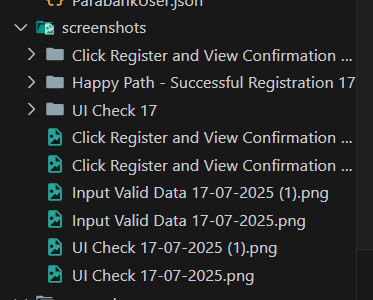 ParabankUser.json
screenshots
Click Register and View Confirmation ...
Happy Path - Successful Registration 17
UI Check 17
Click Register and View Confirmation ...
Click Register and View Confirmation ...
Input Valid Data 17-07-2025 (1).png
Input Valid Data 17-07-2025.png
UI Check 17-07-2025 (1).png
UI Check 17-07-2025.png